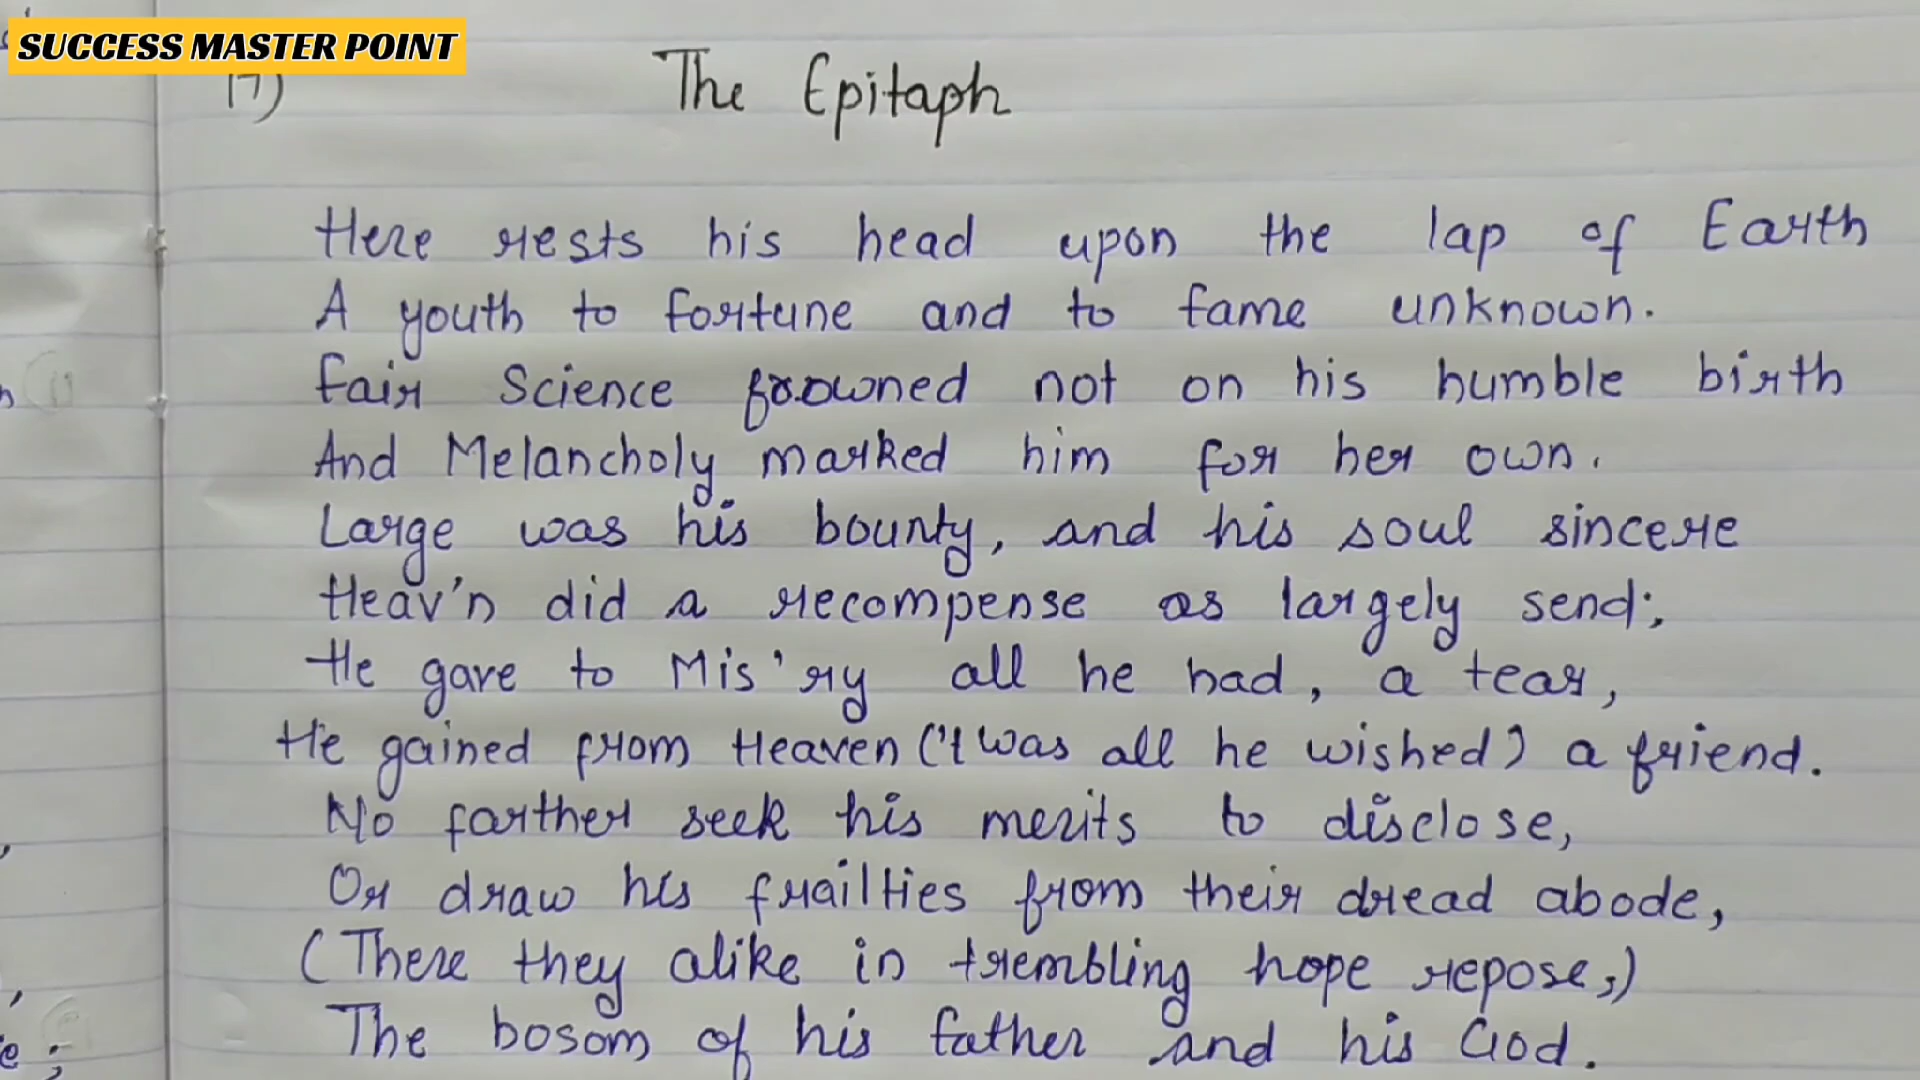 SUCCESS MASTER POINT
17) The Epitaph
Here rests his head upon the lap of Earth
A youth to fortune and to fame unknown.
Fair Science frowned not on his humble birth
And Melancholy marked him for her own.
Large was his bounty, and his soul sincere
Heav'n did a recompense as largely send;
He gave to Mis'ry all he had, a tear,
He gained from Heaven ('twas all he wished) a friend.
No farther seek his merits to disclose,
Or draw his frailties from their dread abode,
(There they alike in trembling hope repose,)
The bosom of his father and his God.